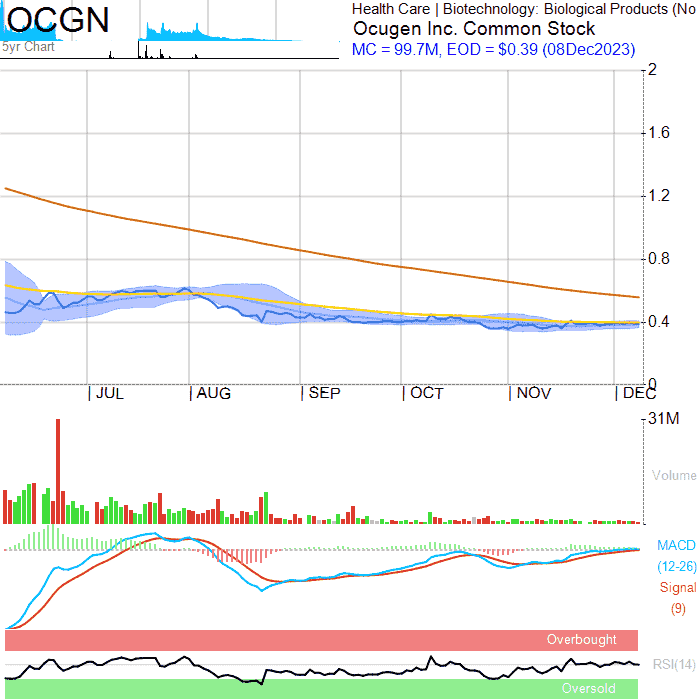 OCGN
5yr Chart
Health Care | Biotechnology: Biological Products (No
Ocugen Inc. Common Stock
MC = 99.7M, EOD = $0.39 (08Dec2023)
2
1.6
1.2
0.8
0.4
0
JUL
AUG
SEP
OCT
NOV
DEC
31M
Volume
MACD
(12-26)
Signal
(9)
Overbought
RSI(14)
Oversold